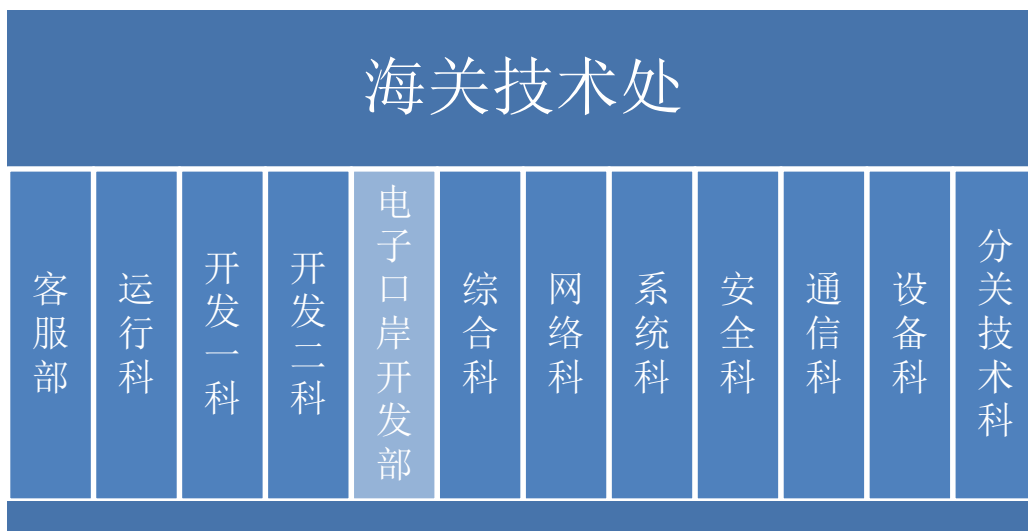 海关技术处
客服部
运行科
开发一科
开发二科
电子口岸开发部
综合科
网络科
系统科
安全科
通信科
设备科
分关技术科